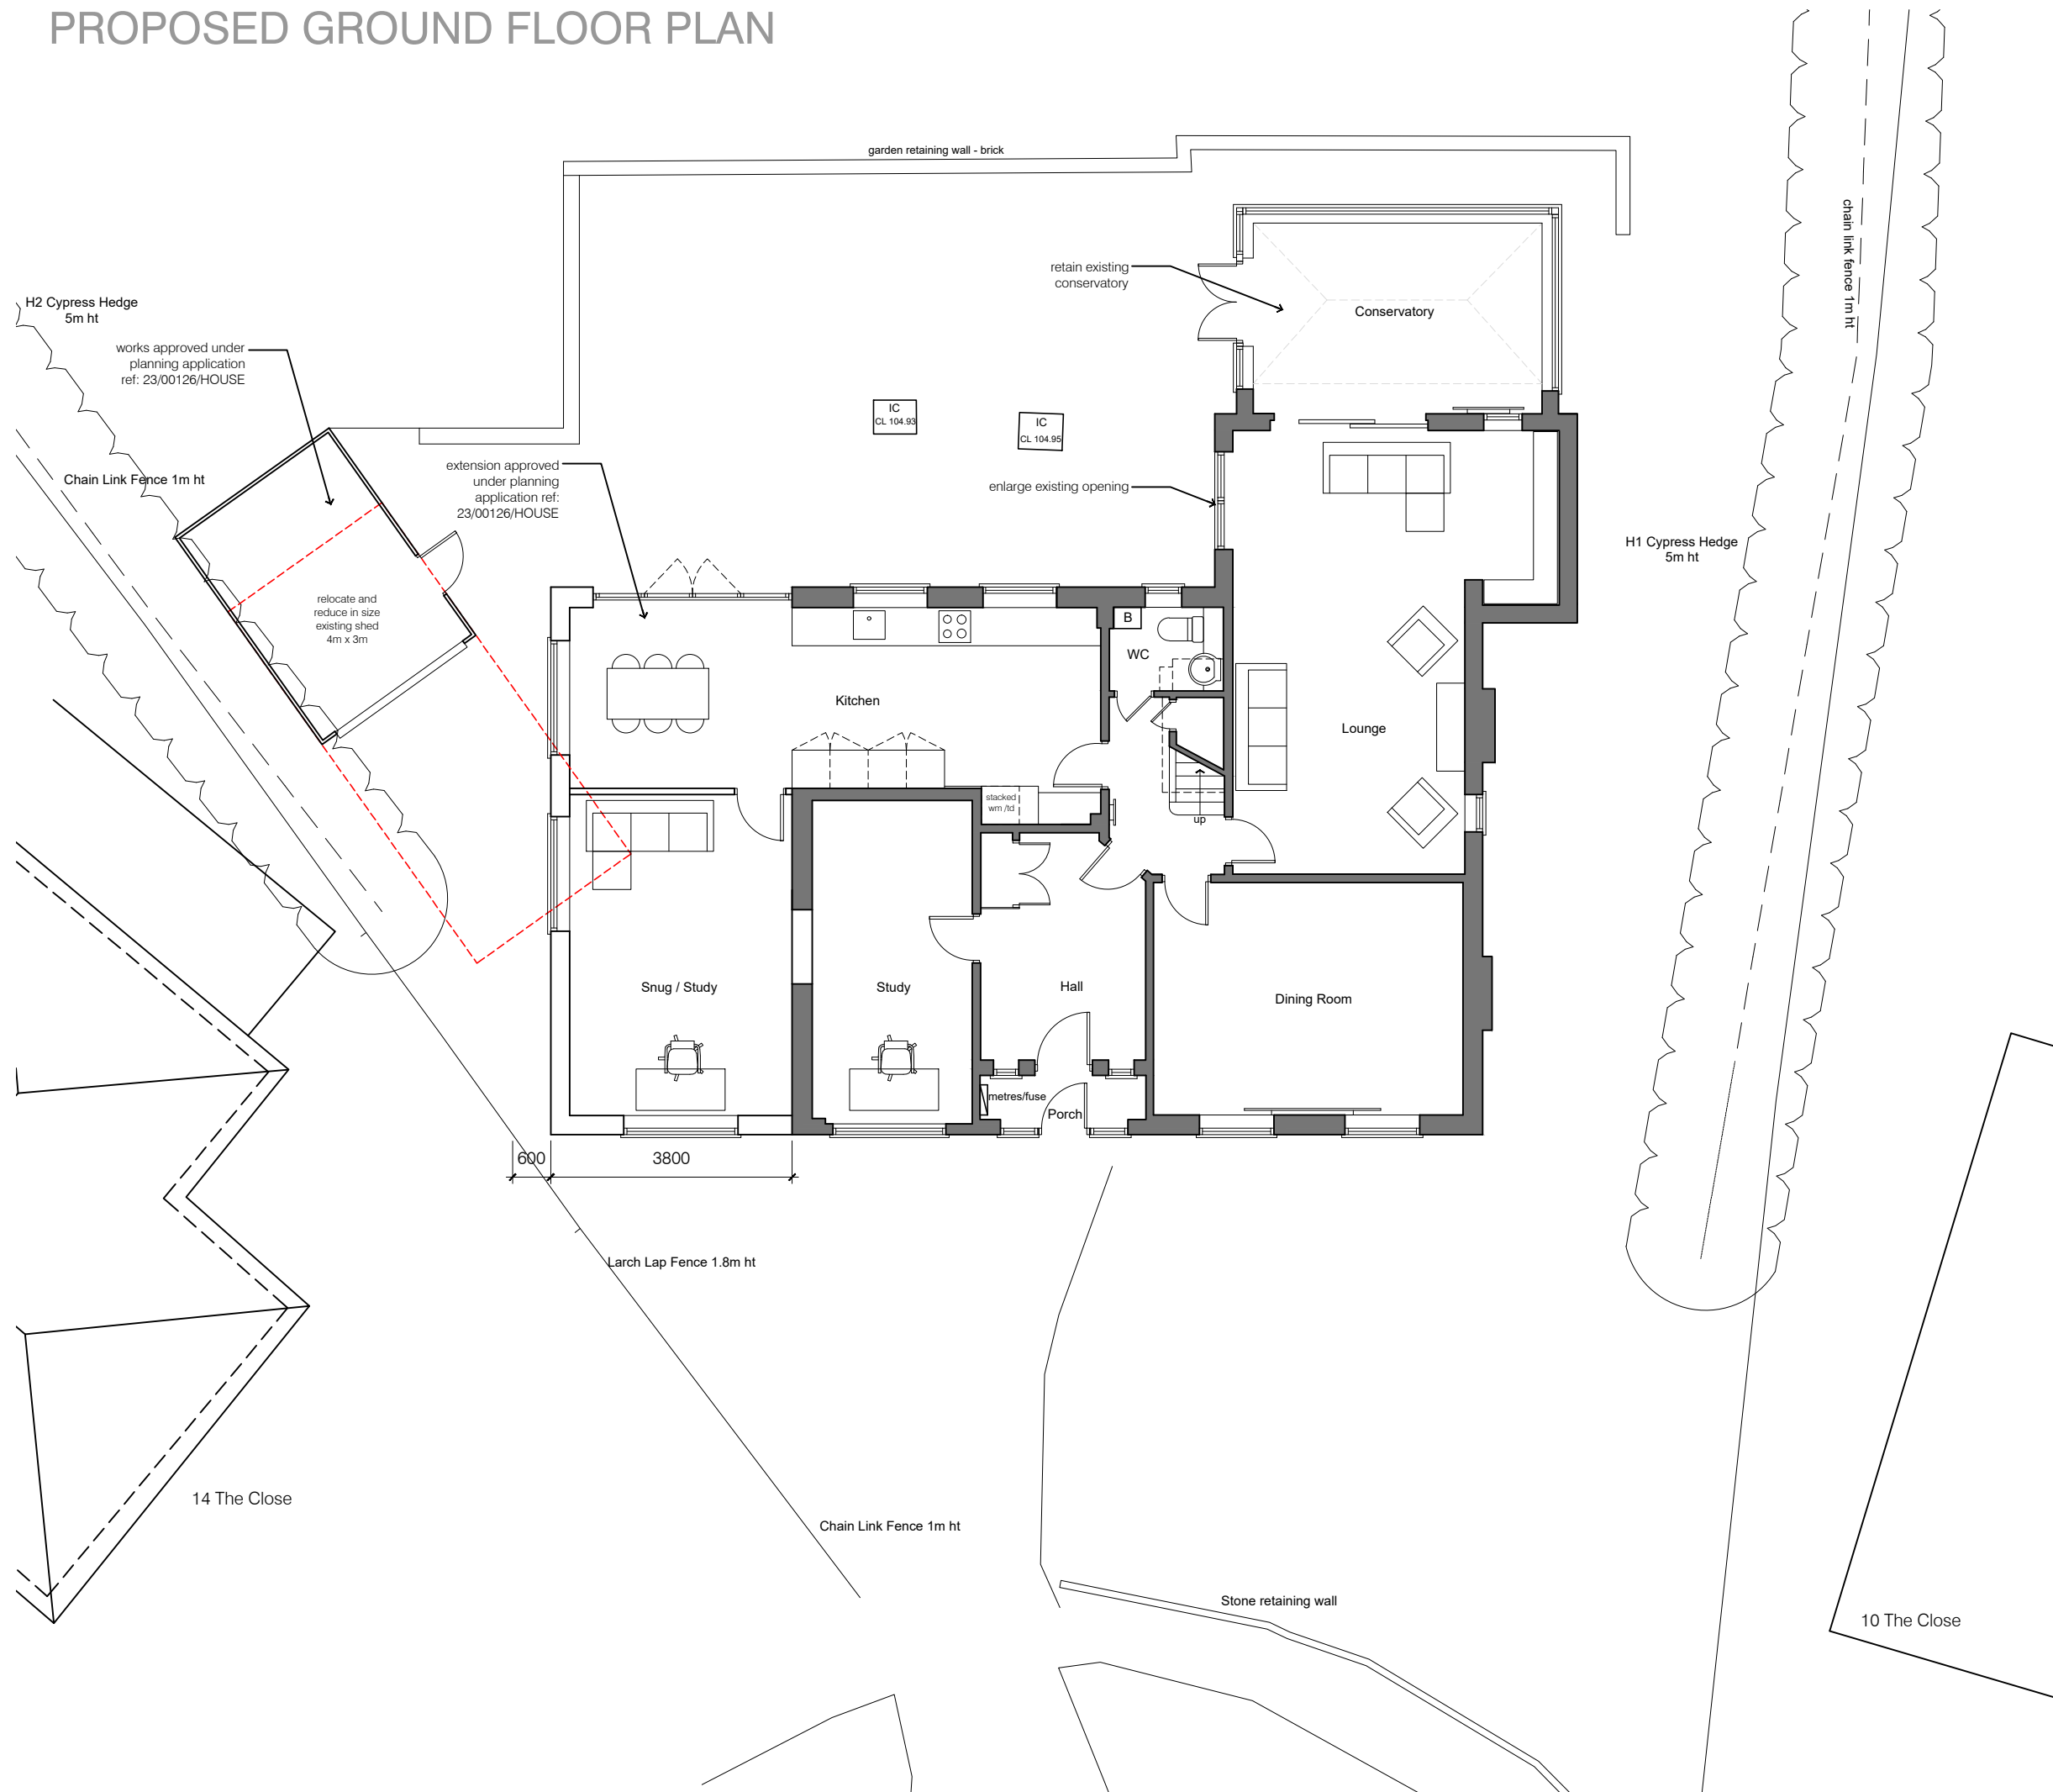 PROPOSED GROUND FLOOR PLAN
garden retaining wall - brick
chain link fence 1m ht
retain existing
conservatory
Conservatory
H2 Cypress Hedge
5m ht
works approved under
planning application
ref: 23/00126/HOUSE
IC
CL 104.93
IC
CL 104.95
Chain Link Fence 1m ht
extension approved
under planning
application ref:
23/00126/HOUSE
enlarge existing opening
H1 Cypress Hedge
5m ht
relocate and
reduce in size
existing shed
4m x 3m
B
WC
Kitchen
Lounge
stacked
wm /td
up
Snug / Study
Study
Hall
Dining Room
metres/fuse
Porch
600
3800
Larch Lap Fence 1.8m ht
14 The Close
Chain Link Fence 1m ht
Stone retaining wall
10 The Close